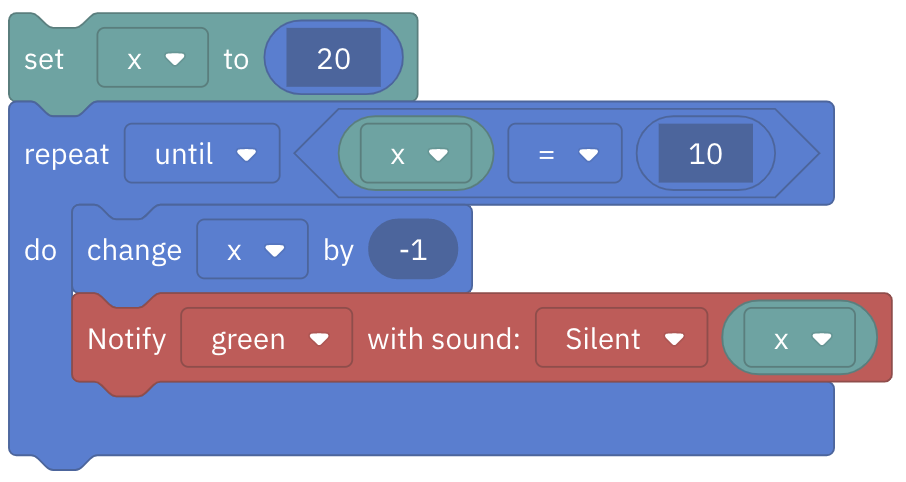 set x to 20
repeat until x = 10
do change x by -1
Notify green with sound: Silent x